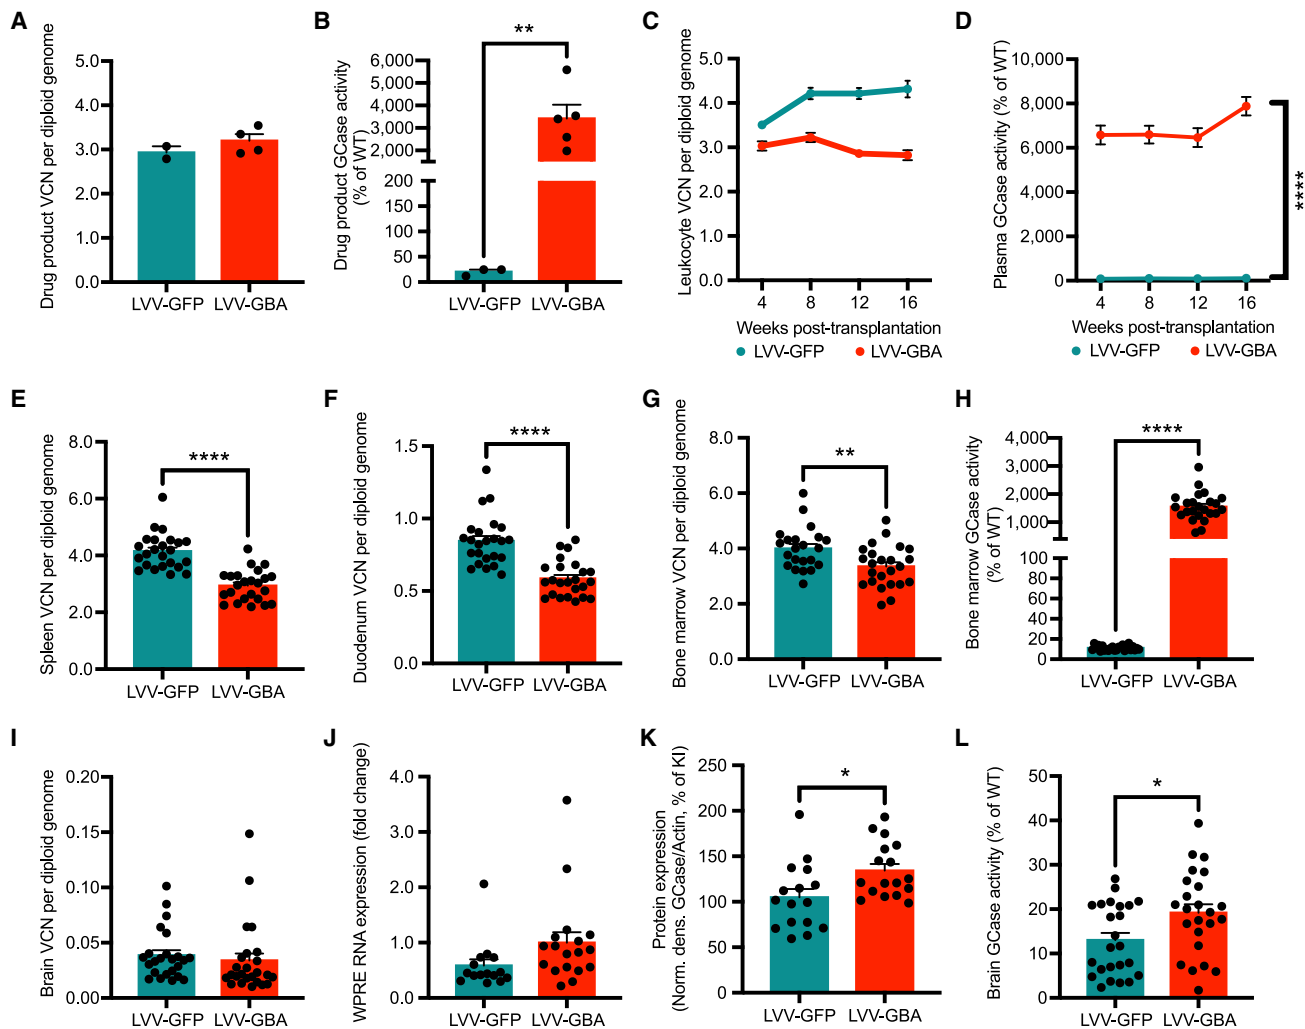 A
Drug product VCN per diploid genome
5.0
4.0
3.0
2.0
1.0
0.0
LVV-GFP LVV-GBA
B
Drug product GCase activity
(% of WT)
**
6,000
5,000
4,000
3,000
2,000
200
150
100
50
0
LVV-GFP LVV-GBA
C
Leukocyte VCN per diploid genome
5.0
4.0
3.0
2.0
1.0
0.0
4 8 12 16
Weeks post-transplantation
LVV-GFP LVV-GBA
D
Plasma GCase activity (% of WT)
10,000
8,000
6,000
4,000
2,000
0
****
4 8 12 16
Weeks post-transplantation
LVV-GFP LVV-GBA
E
Spleen VCN per diploid genome
8.0
6.0
4.0
2.0
0.0
****
LVV-GFP LVV-GBA
F
Duodenum VCN per diploid genome
1.5
1.0
0.5
0.0
****
LVV-GFP LVV-GBA
G
Bone marrow VCN per diploid genome
8.0
6.0
4.0
2.0
0.0
**
LVV-GFP LVV-GBA
H
Bone marrow GCase activity
(% of WT)
4,000
3,000
2,000
1,000
100
80
60
40
20
0
****
LVV-GFP LVV-GBA
I
Brain VCN per diploid genome
0.20
0.15
0.10
0.05
0.00
LVV-GFP LVV-GBA
J
WPRE RNA expression (fold change)
4.0
3.0
2.0
1.0
0.0
LVV-GFP LVV-GBA
K
Protein expression
(Norm. dens. GCase/Actin, % of KI)
250
200
150
100
50
0
*
LVV-GFP LVV-GBA
L
Brain GCase activity (% of WT)
50
40
30
20
10
0
*
LVV-GFP LVV-GBA